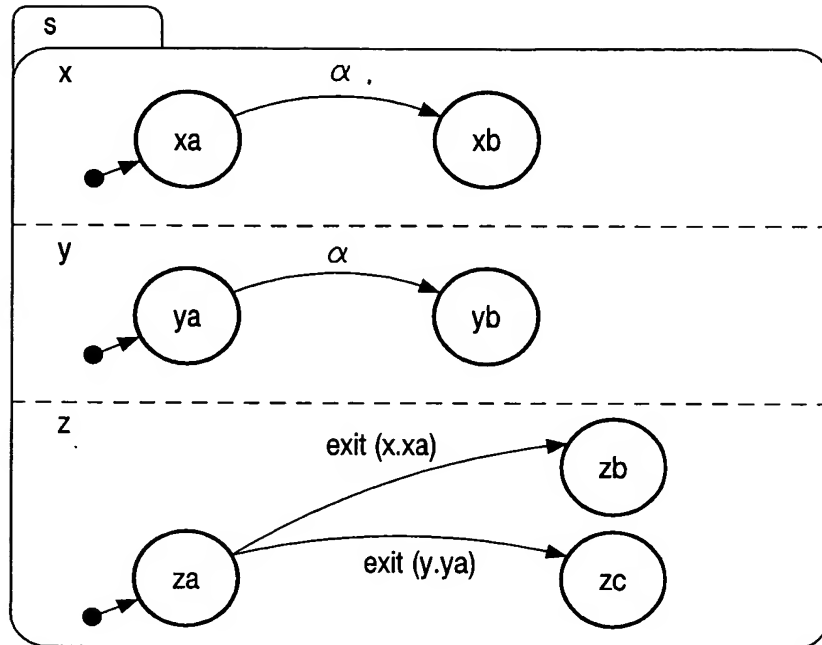 s
x
α .
xa
xb
y
α
ya
yb
z
exit (x.xa)
zb
exit (y.ya)
za
zc